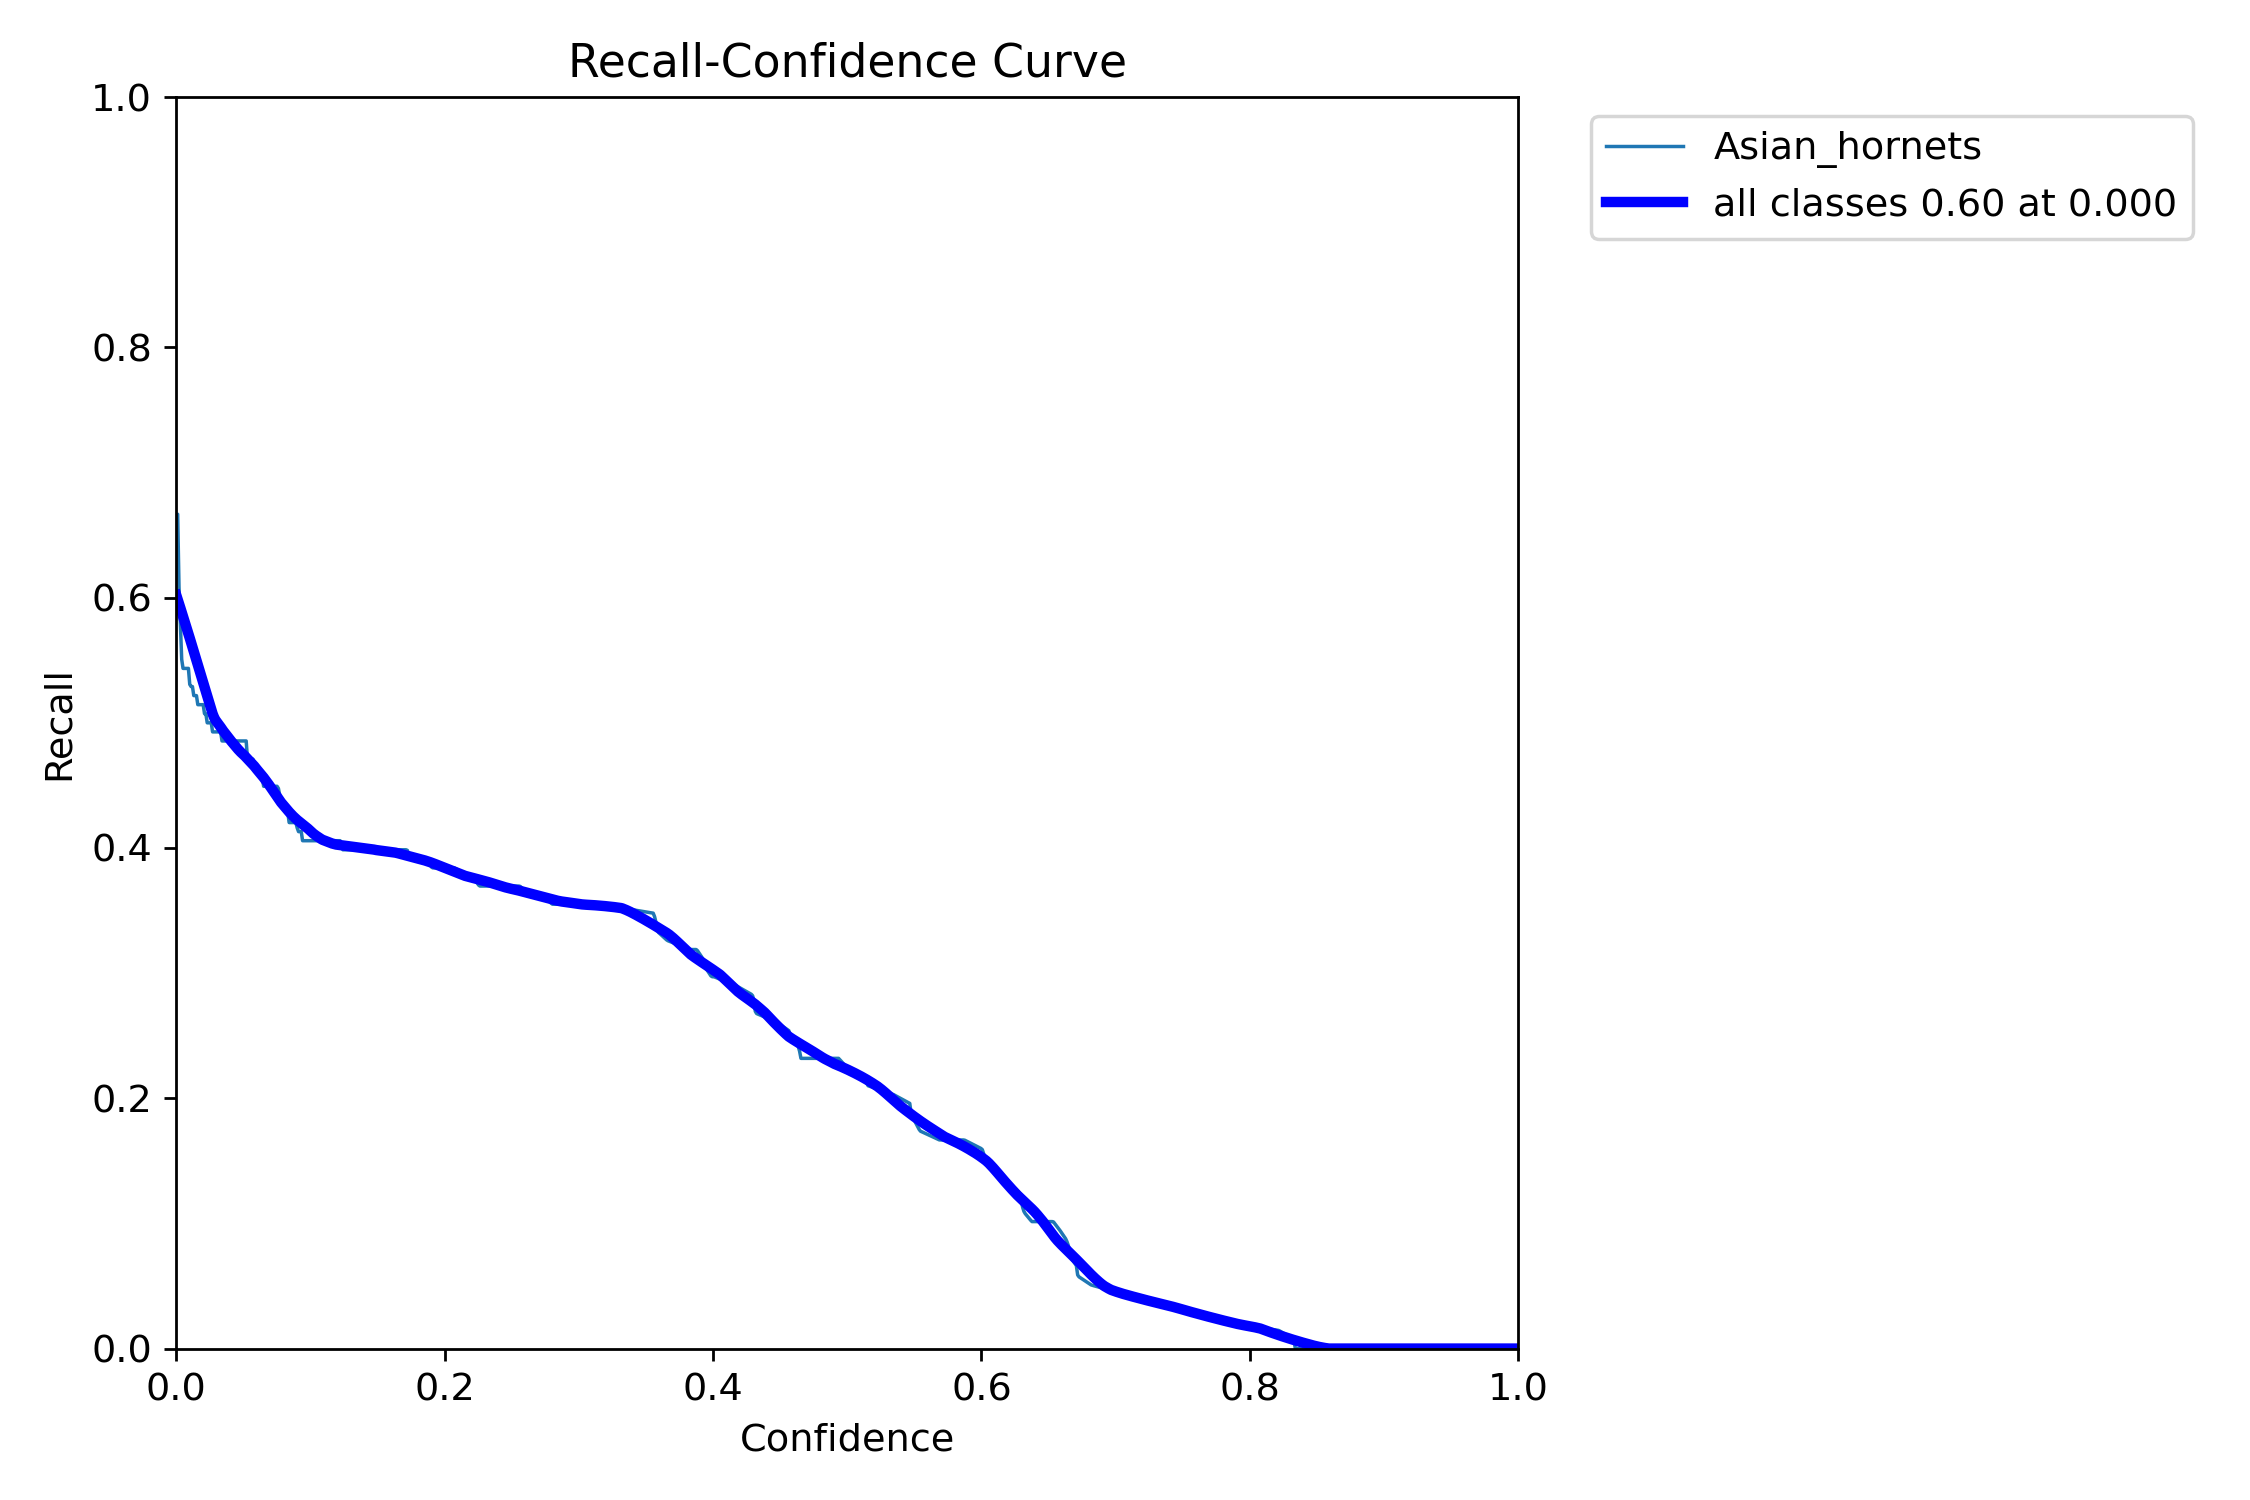 Recall-Confidence Curve
1.0
0.8
0.6
0.4
0.2
0.0
Recall
0.0 0.2 0.4 0.6 0.8 1.0
Confidence
Asian_hornets
all classes 0.60 at 0.000